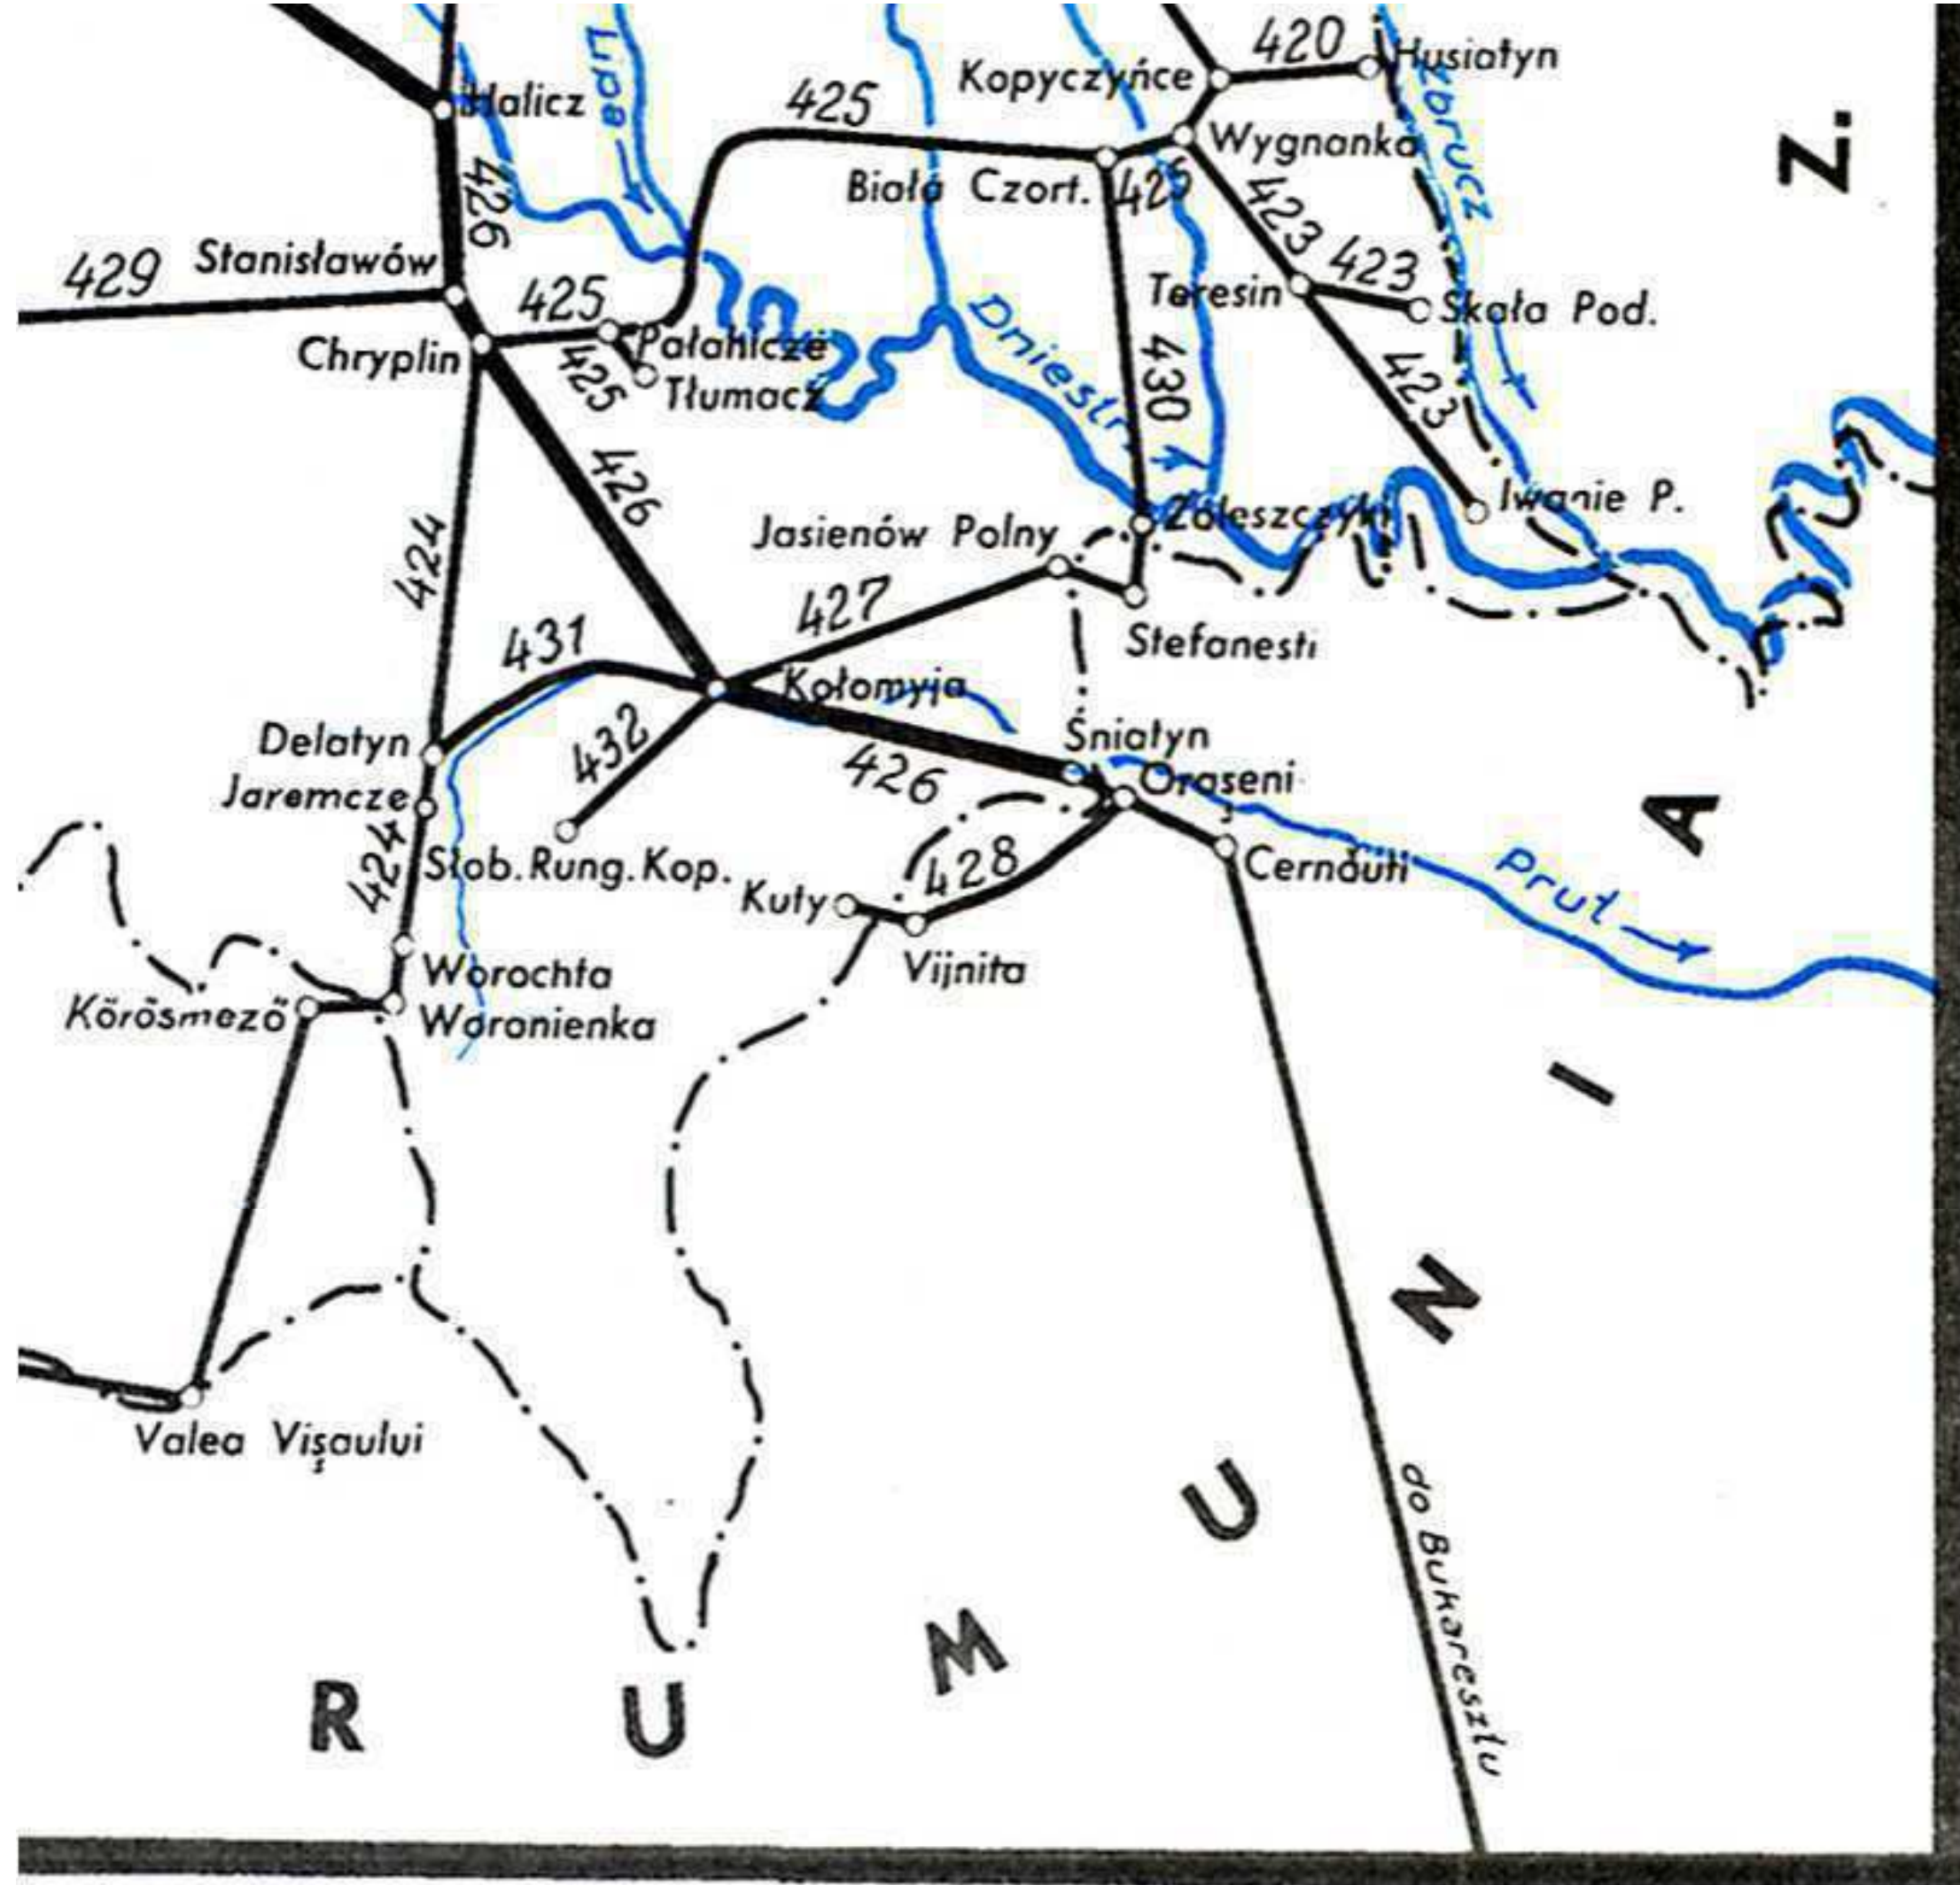 420
Husiatyn
Kopyczyńce
Lipa
Halicz
425
Zbrucz
Z.
Wygnanka
Biała Czort.
425
426
423
423
Stanisławów
429
425
Teresin
Skała Pod.
Dniestr
Chryplin
Pałahicze
425
Tłumacz
430
423
426
Jasienów Polny
Zaleszczyki
Iwanie P.
424
427
431
Stefanesti
Kołomyja
Delatyn
432
Śniatyn
426
Orąseni
Jaremcze
A
424
Słob. Rung. Kop.
428
Cernăuti
Kuty
Prut
Vijnita
Worochta
Körösmező
Woronienka
I
N
Valea Vişaului
U
do Bukaresztu
M
R
U